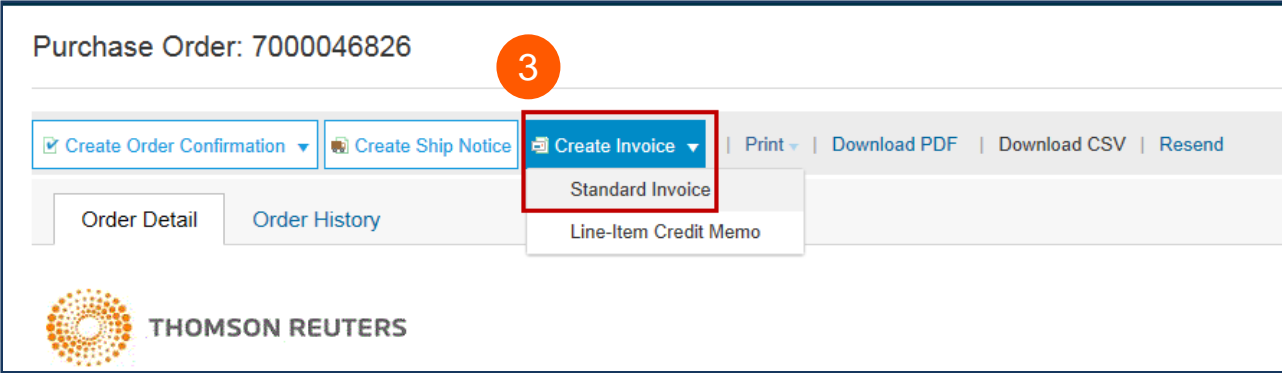 Purchase Order: 7000046826
3
Create Order Confirmation Create Ship Notice Create Invoice | Print | Download PDF | Download CSV | Resend
Standard Invoice
Order Detail Order History
Line-Item Credit Memo
THOMSON REUTERS